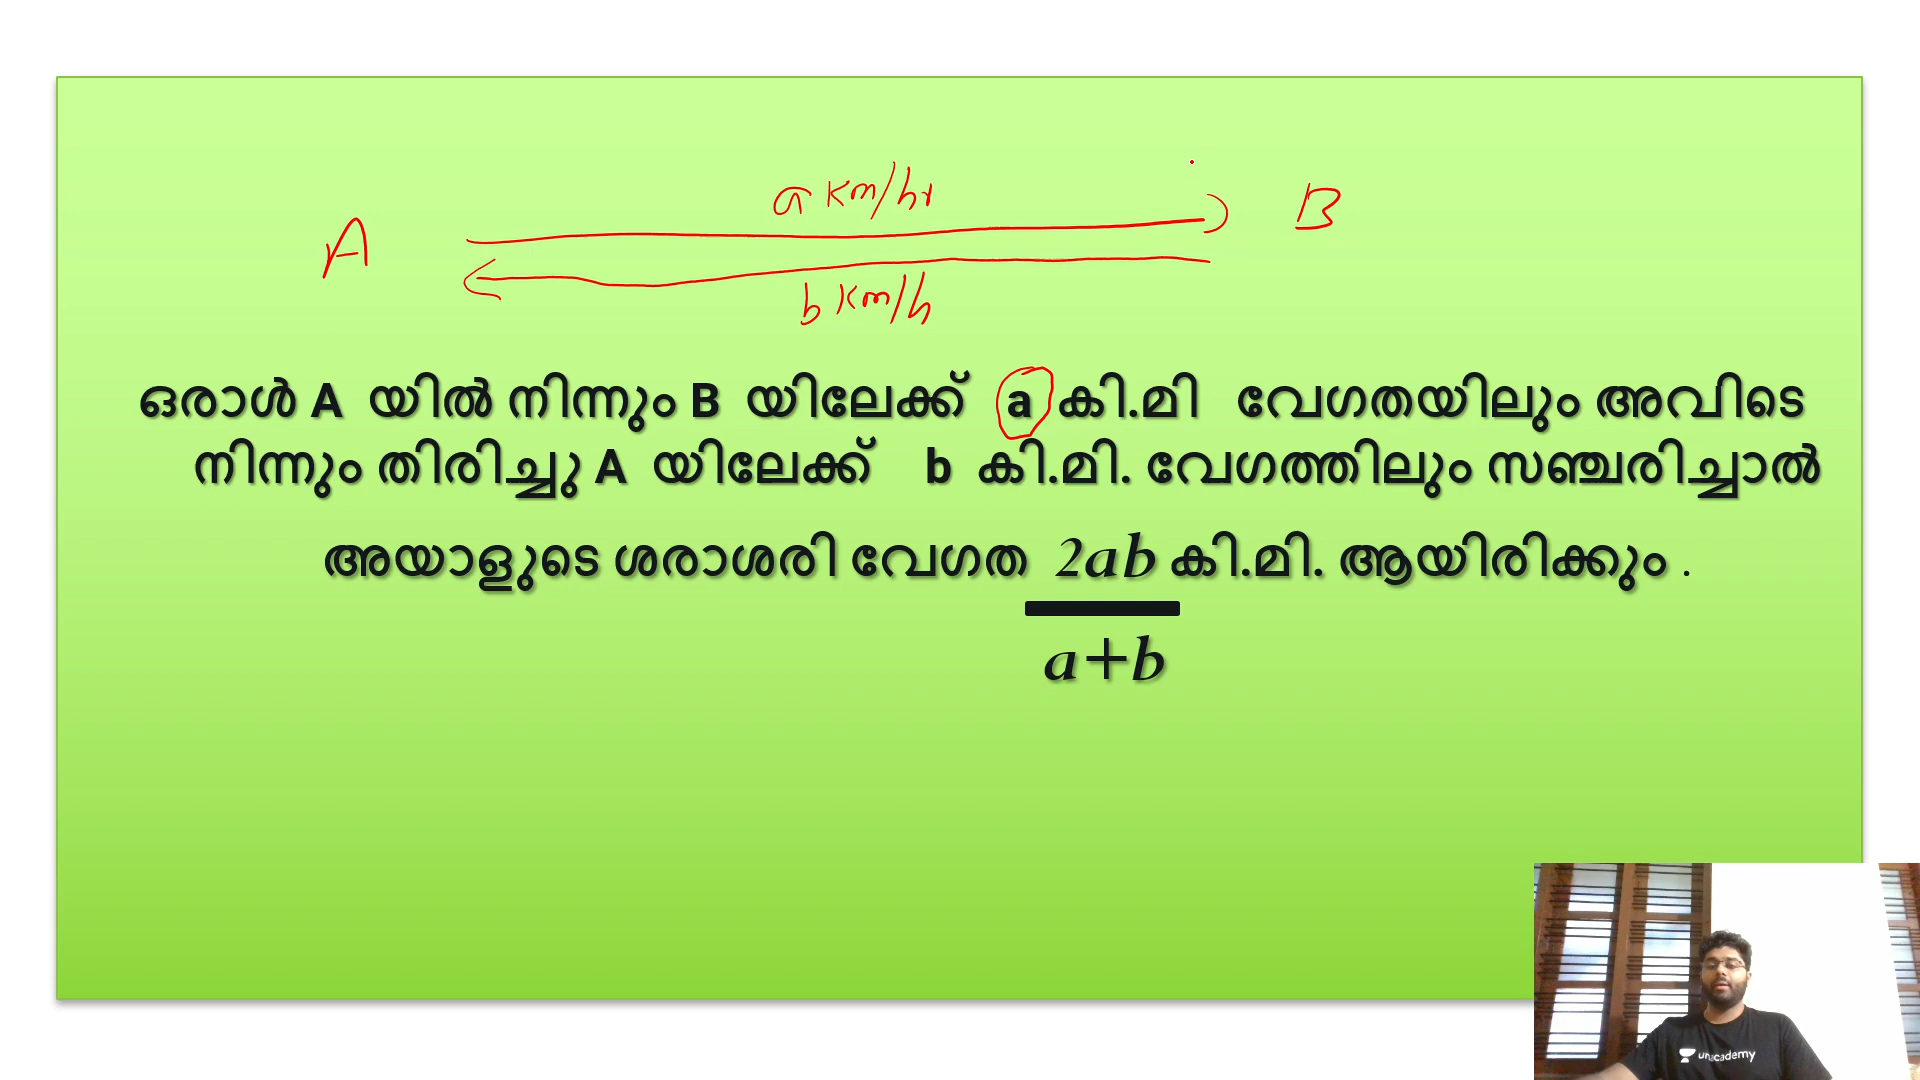 a Km/hr
A
B
b Km/h
ഒരാൾ A യിൽ നിന്നും B യിലേക്ക് a കി.മി വേഗതയിലും അവിടെ
നിന്നും തിരിച്ചു A യിലേക്ക് b കി.മി. വേഗത്തിലും സഞ്ചരിച്ചാൽ
അയാളുടെ ശരാശരി വേഗത 2ab കി.മി. ആയിരിക്കും .
a+b
unacademy